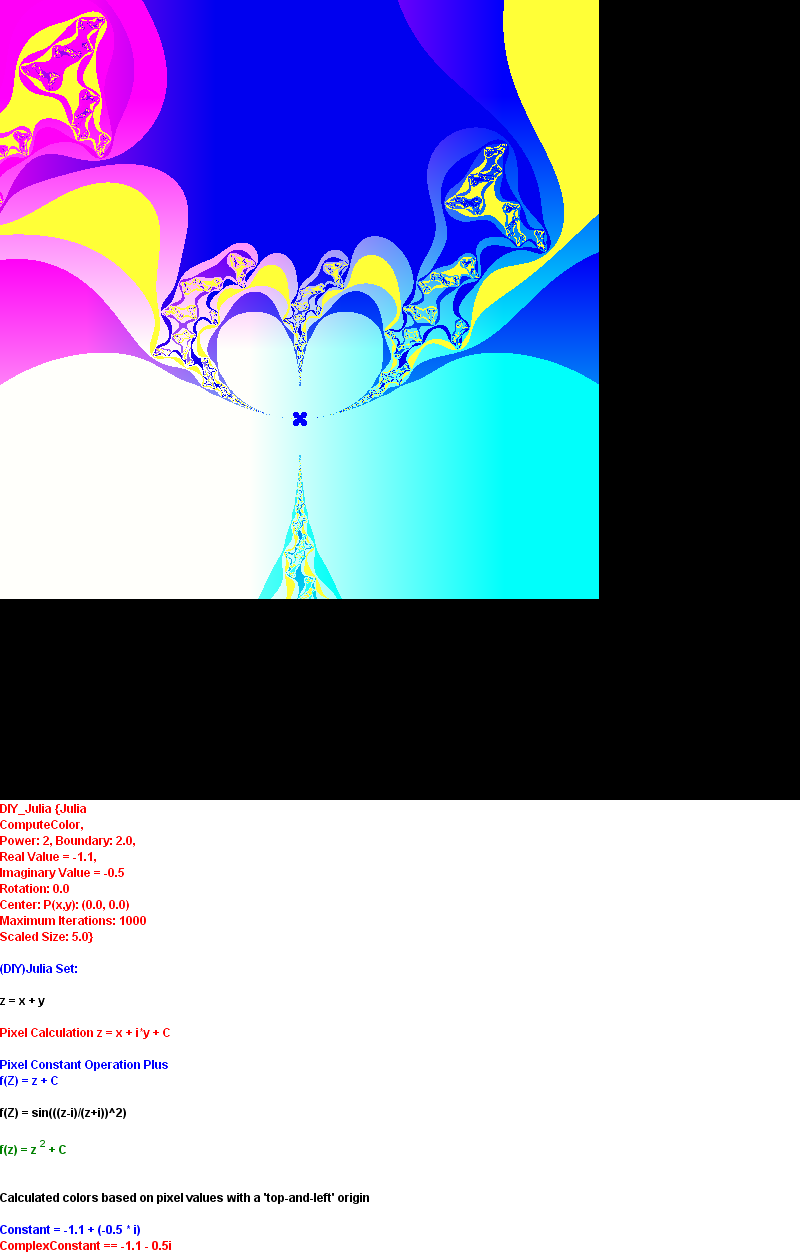 DIY_Julia {Julia
ComputeColor,
Power: 2, Boundary: 2.0,
Real Value = -1.1,
Imaginary Value = -0.5
Rotation: 0.0
Center: P(x,y): (0.0, 0.0)
Maximum Iterations: 1000
Scaled Size: 5.0}
(DIY)Julia Set:
z = x + y
Pixel Calculation z = x + i*y + C
Pixel Constant Operation Plus
f(Z) = z + C
f(Z) = sin(((z-i)/(z+i))^2)
f(z) = z 2 + C
Calculated colors based on pixel values with a 'top-and-left' origin
Constant = -1.1 + (-0.5 * i)
ComplexConstant == -1.1 - 0.5i